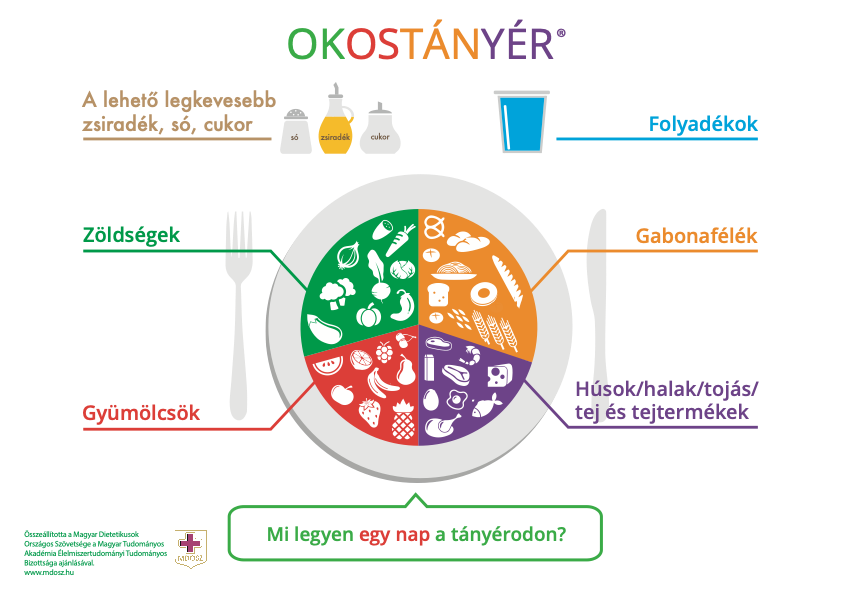 OKOSTÁNYÉR®
A lehető legkevesebb
zsiradék, só, cukor
só
zsiradék
cukor
Folyadékok
Zöldségek
Gabonafélék
Gyümölcsök
Húsok/halak/tojás/
tej és tejtermékek
Mi legyen egy nap a tányérodon?
Összeállította a Magyar Dietetikusok
Országos Szövetsége a Magyar Tudományos
Akadémia Élelmiszertudományi Tudományos
Bizottsága ajánlásával.
www.mdosz.hu
MDOSZ